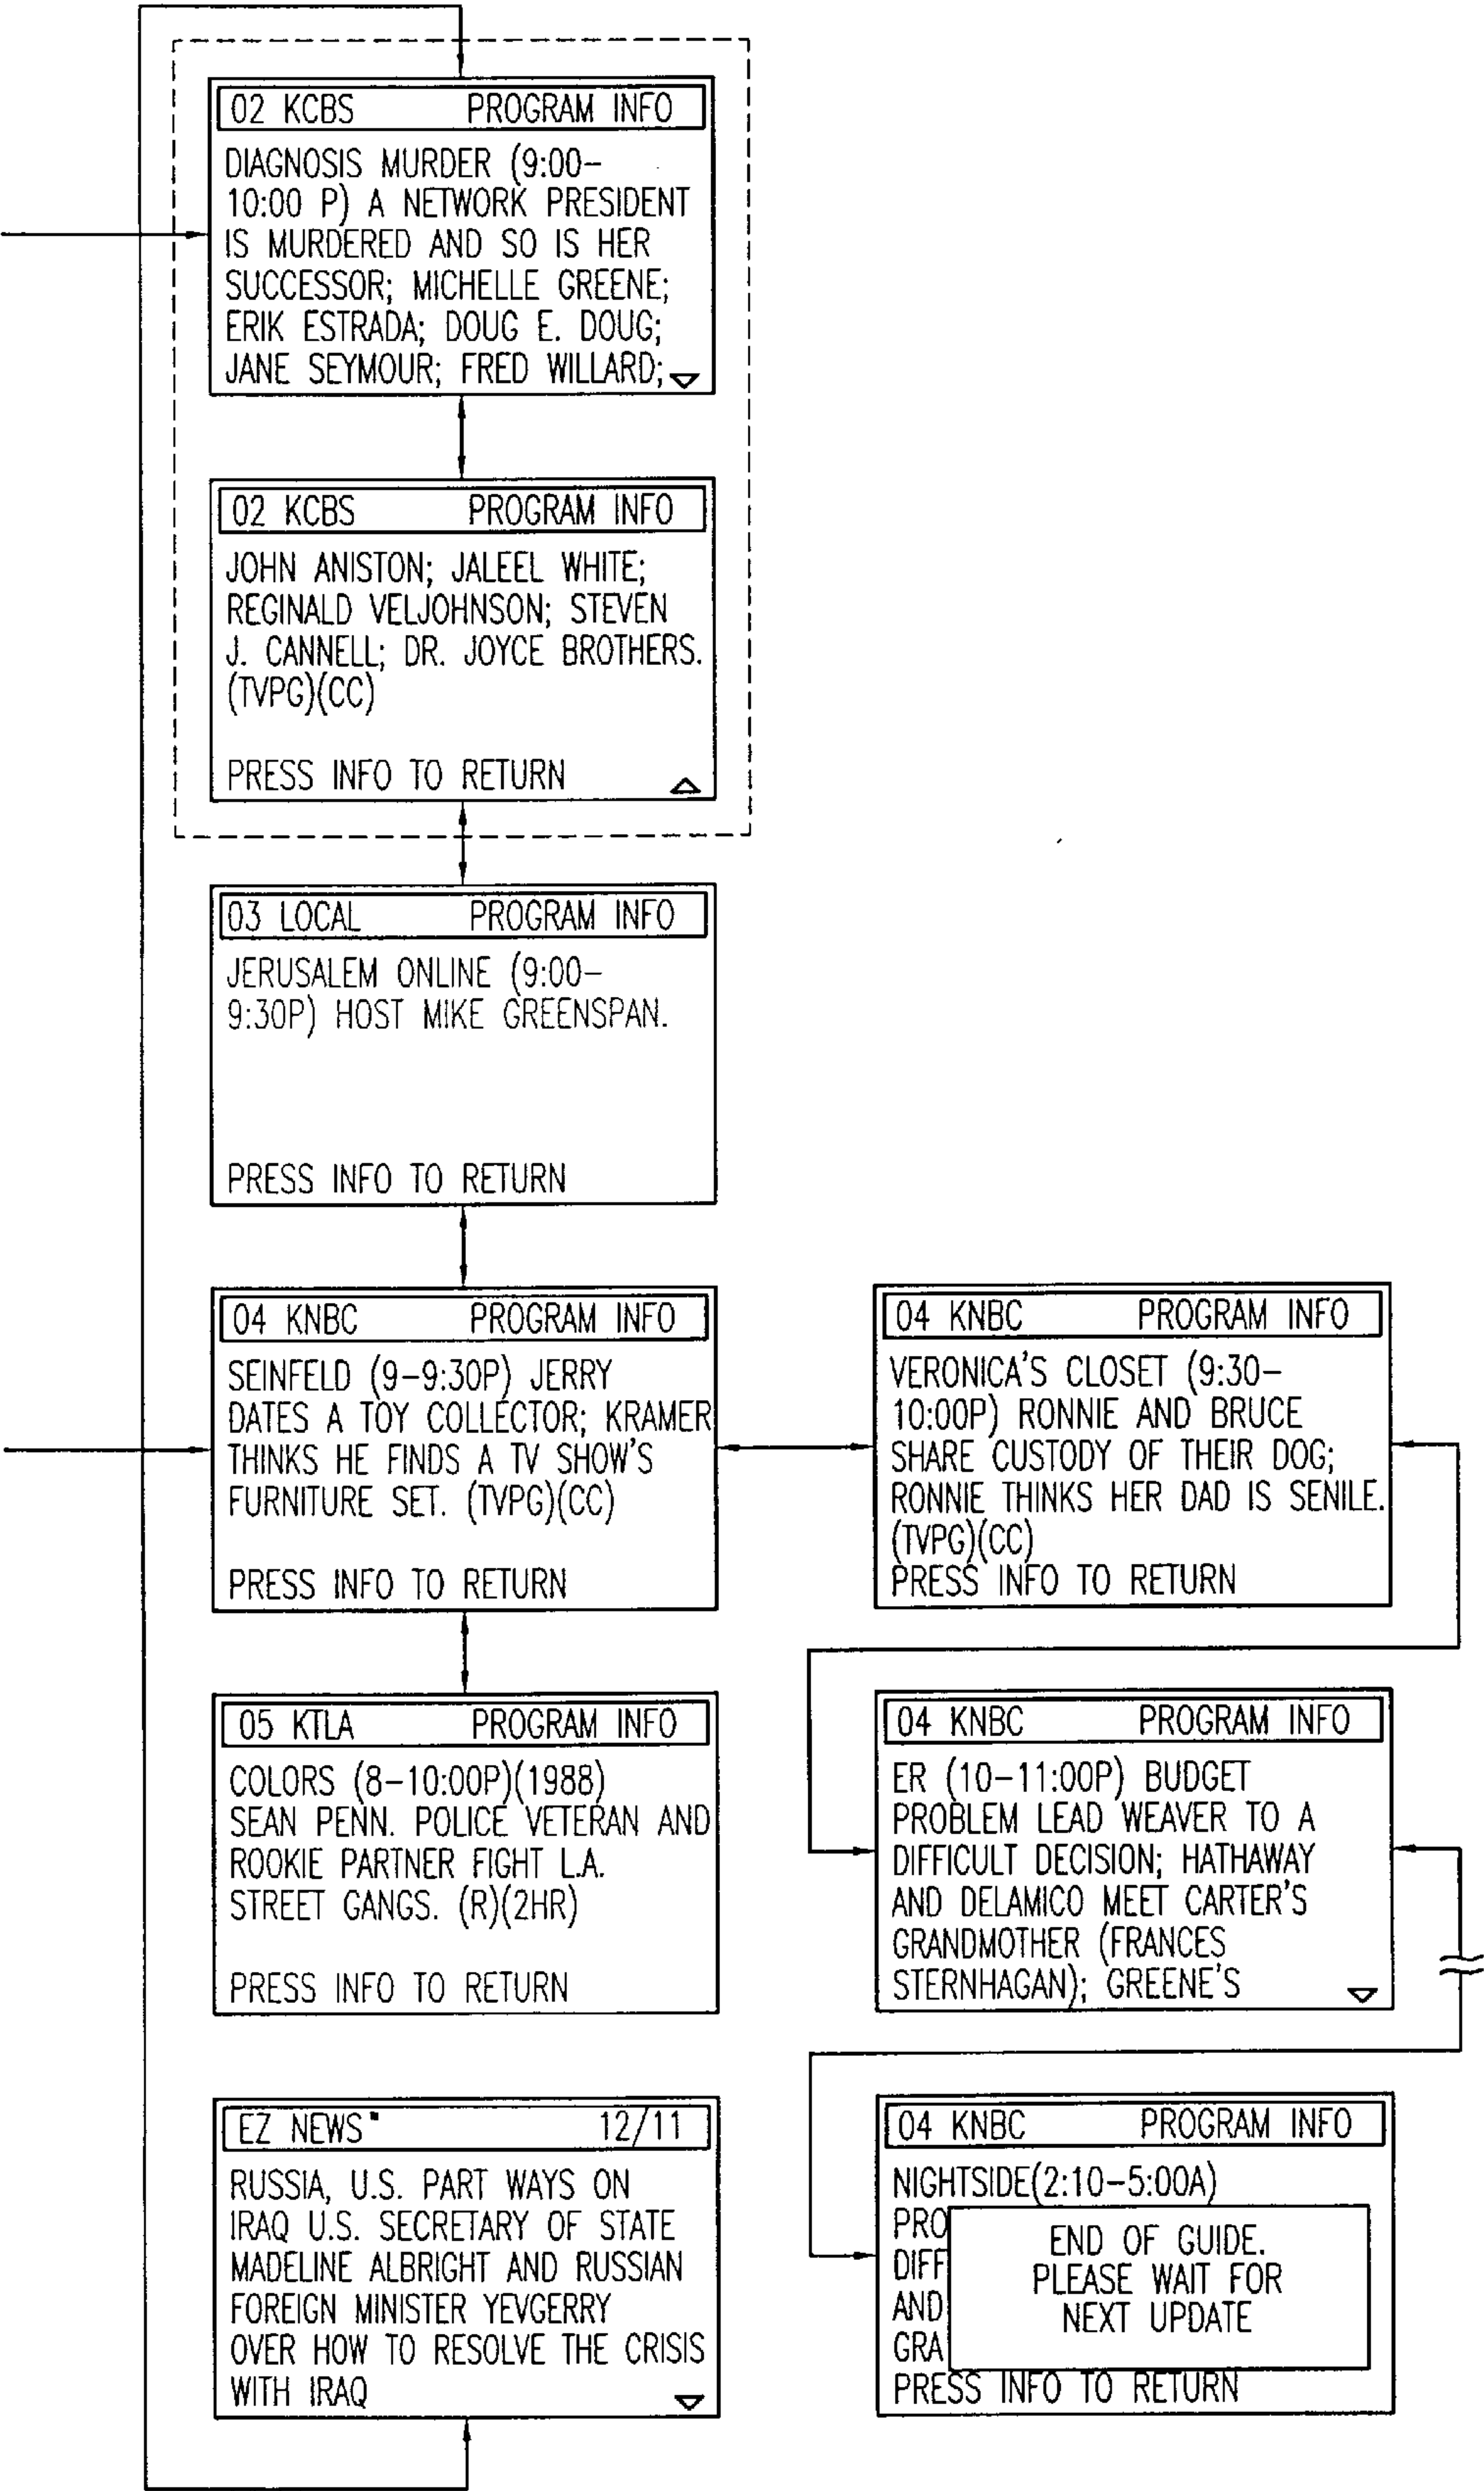 02 KCBS PROGRAM INFO
DIAGNOSIS MURDER (9:00–
10:00 P) A NETWORK PRESIDENT
IS MURDERED AND SO IS HER
SUCCESSOR; MICHELLE GREENE;
ERIK ESTRADA; DOUG E. DOUG;
JANE SEYMOUR; FRED WILLARD;
02 KCBS PROGRAM INFO
JOHN ANISTON; JALEEL WHITE;
REGINALD VELJOHNSON; STEVEN
J. CANNELL; DR. JOYCE BROTHERS.
(TVPG)(CC)
PRESS INFO TO RETURN
03 LOCAL PROGRAM INFO
JERUSALEM ONLINE (9:00–
9:30P) HOST MIKE GREENSPAN.
PRESS INFO TO RETURN
04 KNBC PROGRAM INFO
SEINFELD (9–9:30P) JERRY
DATES A TOY COLLECTOR; KRAMER
THINKS HE FINDS A TV SHOW'S
FURNITURE SET. (TVPG)(CC)
PRESS INFO TO RETURN
04 KNBC PROGRAM INFO
VERONICA'S CLOSET (9:30–
10:00P) RONNIE AND BRUCE
SHARE CUSTODY OF THEIR DOG;
RONNIE THINKS HER DAD IS SENILE.
(TVPG)(CC)
PRESS INFO TO RETURN
05 KTLA PROGRAM INFO
COLORS (8–10:00P)(1988)
SEAN PENN. POLICE VETERAN AND
ROOKIE PARTNER FIGHT L.A.
STREET GANGS. (R)(2HR)
PRESS INFO TO RETURN
04 KNBC PROGRAM INFO
ER (10–11:00P) BUDGET
PROBLEM LEAD WEAVER TO A
DIFFICULT DECISION; HATHAWAY
AND DELAMICO MEET CARTER'S
GRANDMOTHER (FRANCES
STERNHAGAN); GREENE'S
EZ NEWS" 12/11
RUSSIA, U.S. PART WAYS ON
IRAQ U.S. SECRETARY OF STATE
MADELINE ALBRIGHT AND RUSSIAN
FOREIGN MINISTER YEVGERRY
OVER HOW TO RESOLVE THE CRISIS
WITH IRAQ
04 KNBC PROGRAM INFO
NIGHTSIDE(2:10–5:00A)
PRO
DIFF
AND
GRA
END OF GUIDE.
PLEASE WAIT FOR
NEXT UPDATE
PRESS INFO TO RETURN